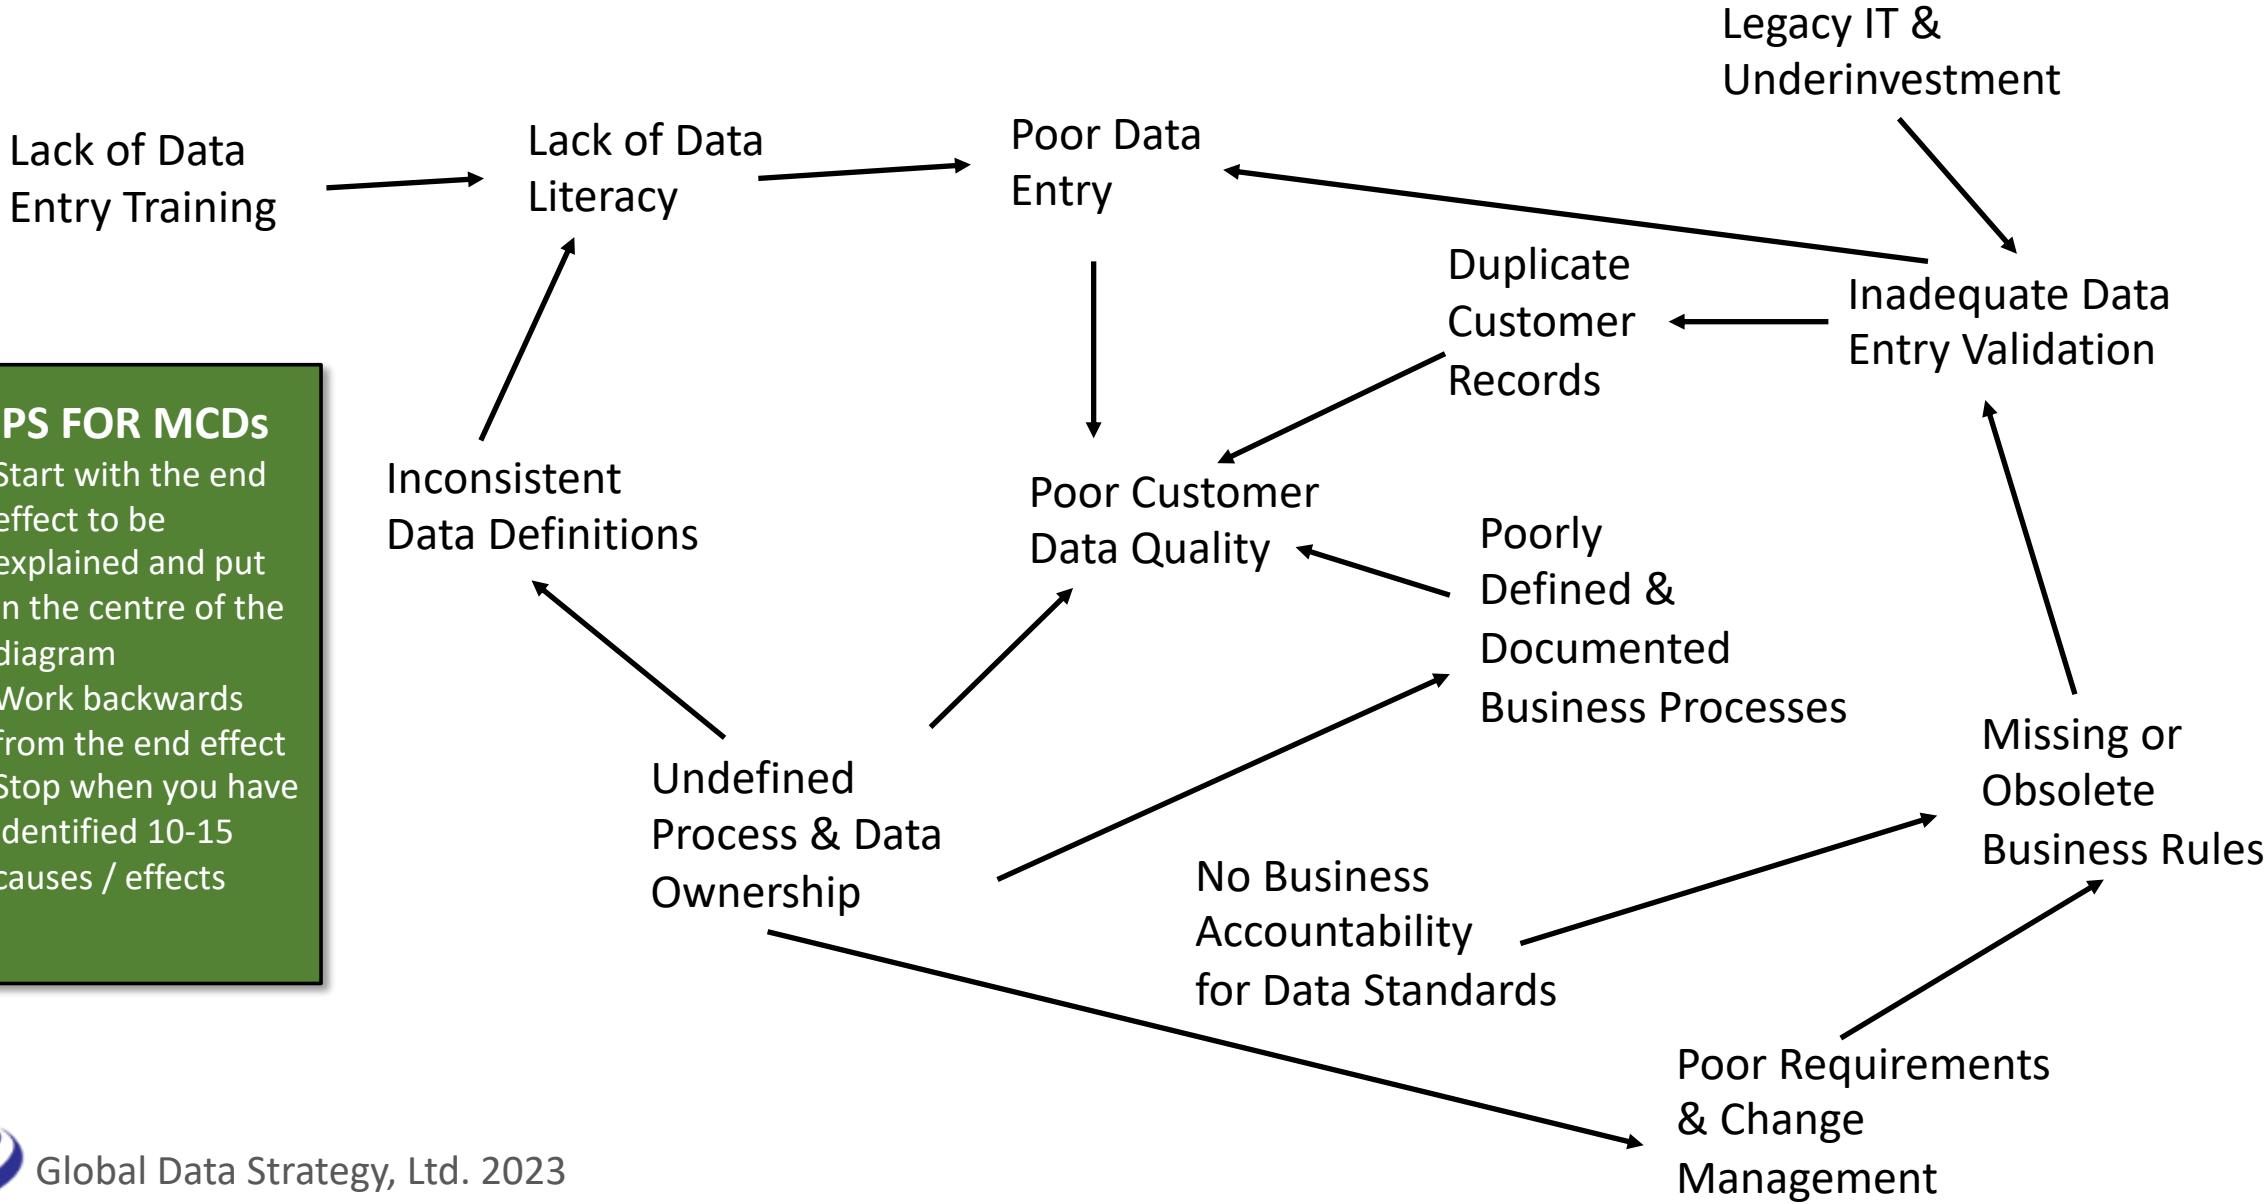 Legacy IT &
Underinvestment
Lack of Data
Entry Training
Lack of Data
Literacy
Poor Data
Entry
Duplicate
Customer
Records
Inadequate Data
Entry Validation
PS FOR MCDs
Start with the end
effect to be
explained and put
n the centre of the
diagram
Work backwards
from the end effect
Stop when you have
dentified 10-15
causes / effects
Inconsistent
Data Definitions
Poor Customer
Data Quality
Poorly
Defined &
Documented
Business Processes
Undefined
Process & Data
Ownership
Missing or
Obsolete
Business Rules
No Business
Accountability
for Data Standards
Poor Requirements
& Change
Management
Global Data Strategy, Ltd. 2023